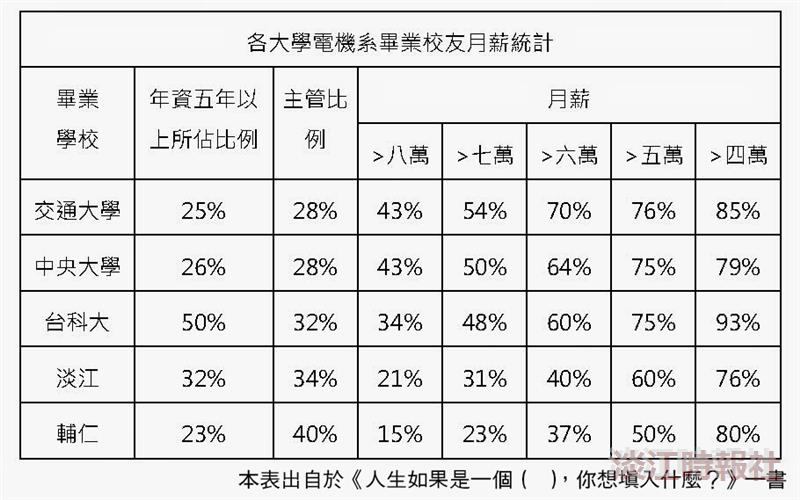 各大學電機系畢業校友月薪統計
畢業學校 年資五年以上所佔比例 主管比例 月薪
>八萬 >七萬 >六萬 >五萬 >四萬
交通大學 25% 28% 43% 54% 70% 76% 85%
中央大學 26% 28% 43% 50% 64% 75% 79%
台科大 50% 32% 34% 48% 60% 75% 93%
淡江 32% 34% 21% 31% 40% 60% 76%
輔仁 23% 40% 15% 23% 37% 50% 80%
本表出自於《人生如果是一個（　），你想填入什麼？》一書
淡江時報社